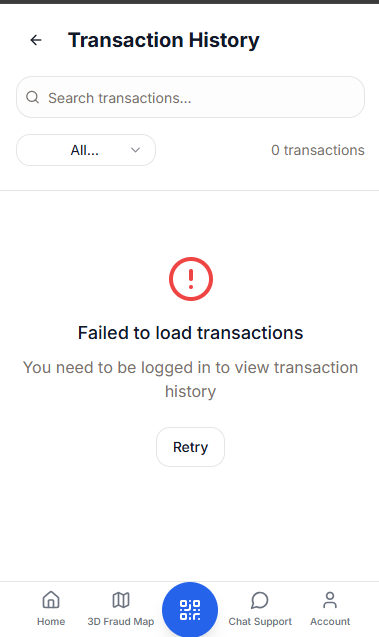 Transaction History
Search transactions...
All...
0 transactions
Failed to load transactions
You need to be logged in to view transaction
history
Retry
Home
3D Fraud Map
Chat Support
Account